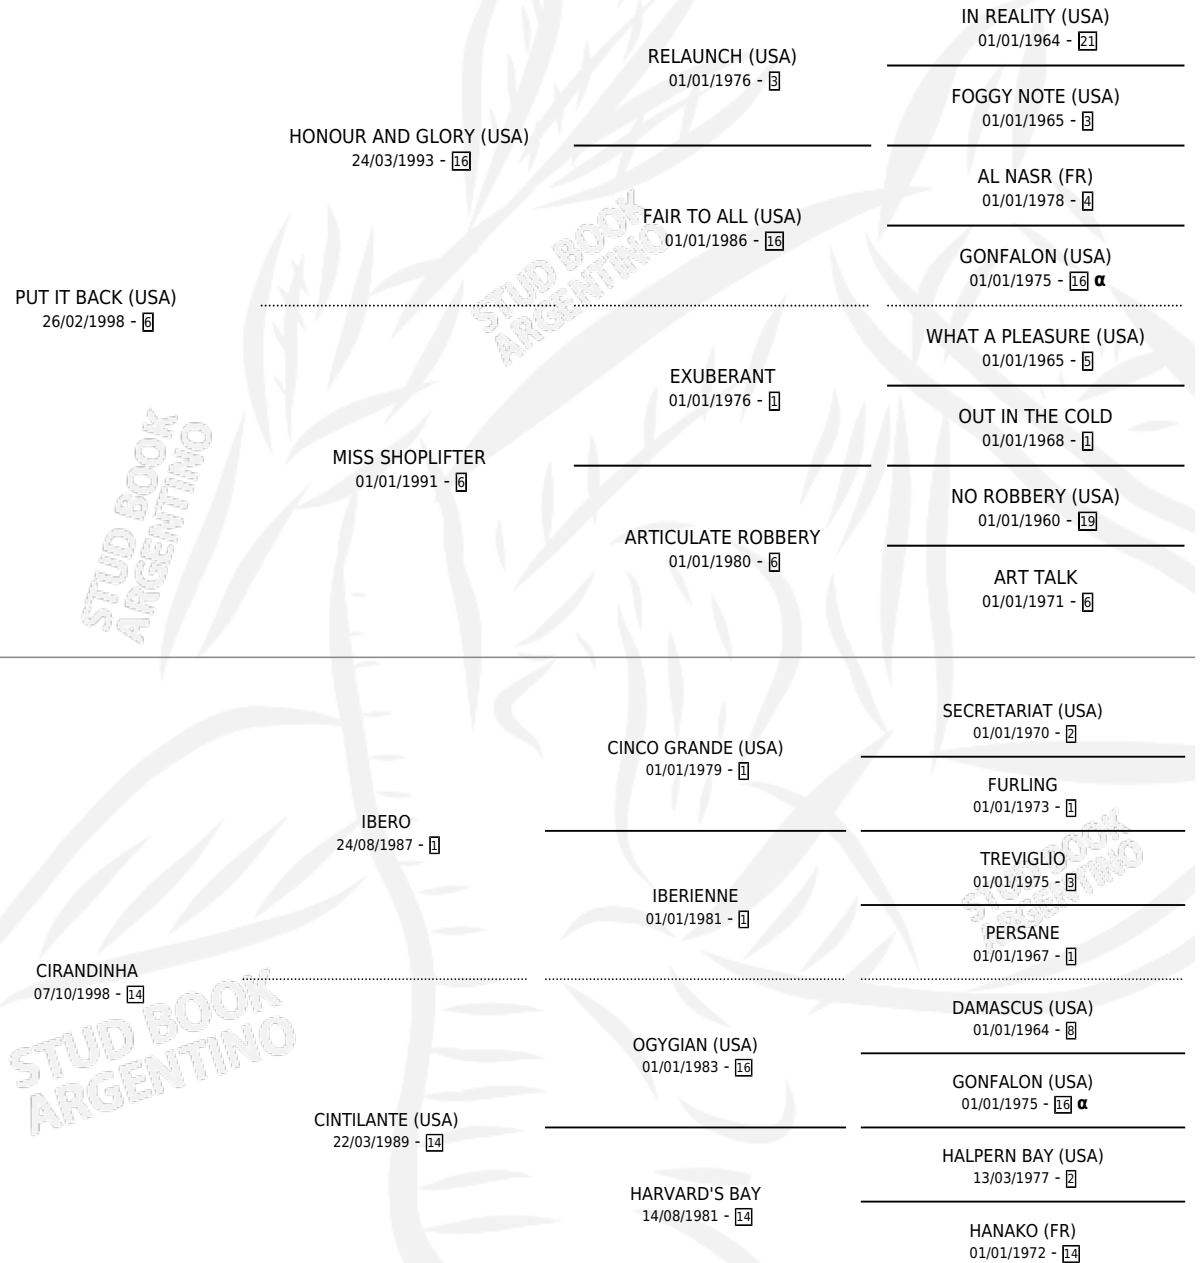 IN REALITY (USA)
01/01/1964 - 21
RELAUNCH (USA)
01/01/1976 - 3
FOGGY NOTE (USA)
01/01/1965 - 3
HONOUR AND GLORY (USA)
24/03/1993 - 16
AL NASR (FR)
01/01/1978 - 4
FAIR TO ALL (USA)
01/01/1986 - 16
GONFALON (USA)
01/01/1975 - 16 α
PUT IT BACK (USA)
26/02/1998 - 6
WHAT A PLEASURE (USA)
01/01/1965 - 5
EXUBERANT
01/01/1976 - 1
OUT IN THE COLD
01/01/1968 - 1
MISS SHOPLIFTER
01/01/1991 - 6
NO ROBBERY (USA)
01/01/1960 - 19
ARTICULATE ROBBERY
01/01/1980 - 6
ART TALK
01/01/1971 - 6
SECRETARIAT (USA)
01/01/1970 - 2
CINCO GRANDE (USA)
01/01/1979 - 1
FURLING
01/01/1973 - 1
IBERO
24/08/1987 - 1
TREVIGLIO
01/01/1975 - 3
IBERIENNE
01/01/1981 - 1
PERSANE
01/01/1967 - 1
CIRANDINHA
07/10/1998 - 14
DAMASCUS (USA)
01/01/1964 - 8
OGYGIAN (USA)
01/01/1983 - 16
GONFALON (USA)
01/01/1975 - 16 α
CINTILANTE (USA)
22/03/1989 - 14
HALPERN BAY (USA)
13/03/1977 - 2
HARVARD'S BAY
14/08/1981 - 14
HANAKO (FR)
01/01/1972 - 14
STUD BOOK
ARGENTINO
STUD BOOK
ARGENTINO
STUD BOOK
ARGENTINO
STUD BOOK
ARGENTINO